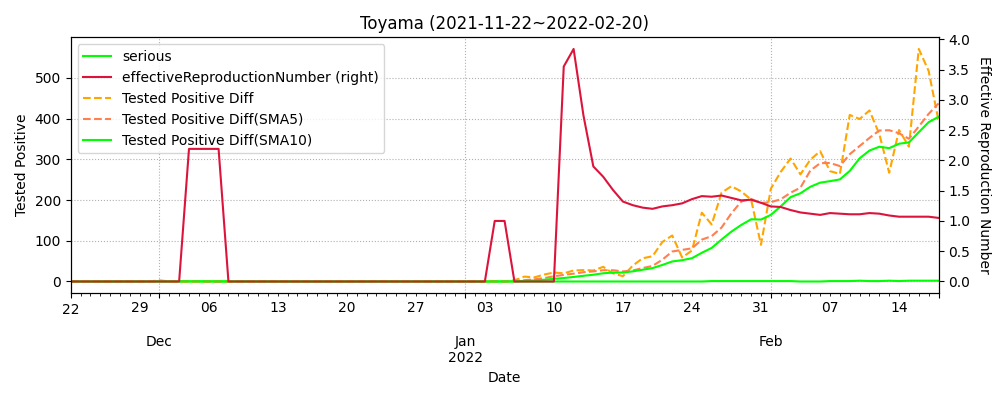 Toyama (2021-11-22~2022-02-20)
serious
effectiveReproductionNumber (right)
Tested Positive Diff
Tested Positive Diff(SMA5)
Tested Positive Diff(SMA10)
Tested Positive
500
400
300
200
100
0
4.0
3.5
3.0
2.5
2.0
1.5
1.0
0.5
0.0
Effective Reproduction Number
22 29 06 13 20 27 03 10 17 24 31 07 14
Dec Jan Feb
2022
Date